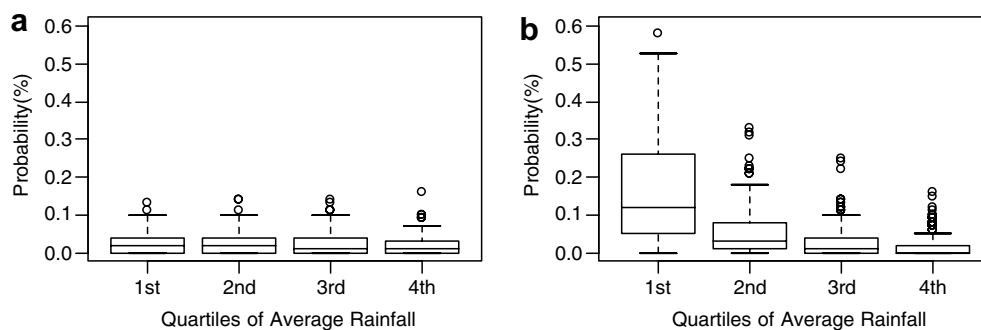 a
Probability(%)
0.6
0.5
0.4
0.3
0.2
0.1
0.0
1st 2nd 3rd 4th
Quartiles of Average Rainfall
b
Probability(%)
0.6
0.5
0.4
0.3
0.2
0.1
0.0
1st 2nd 3rd 4th
Quartiles of Average Rainfall